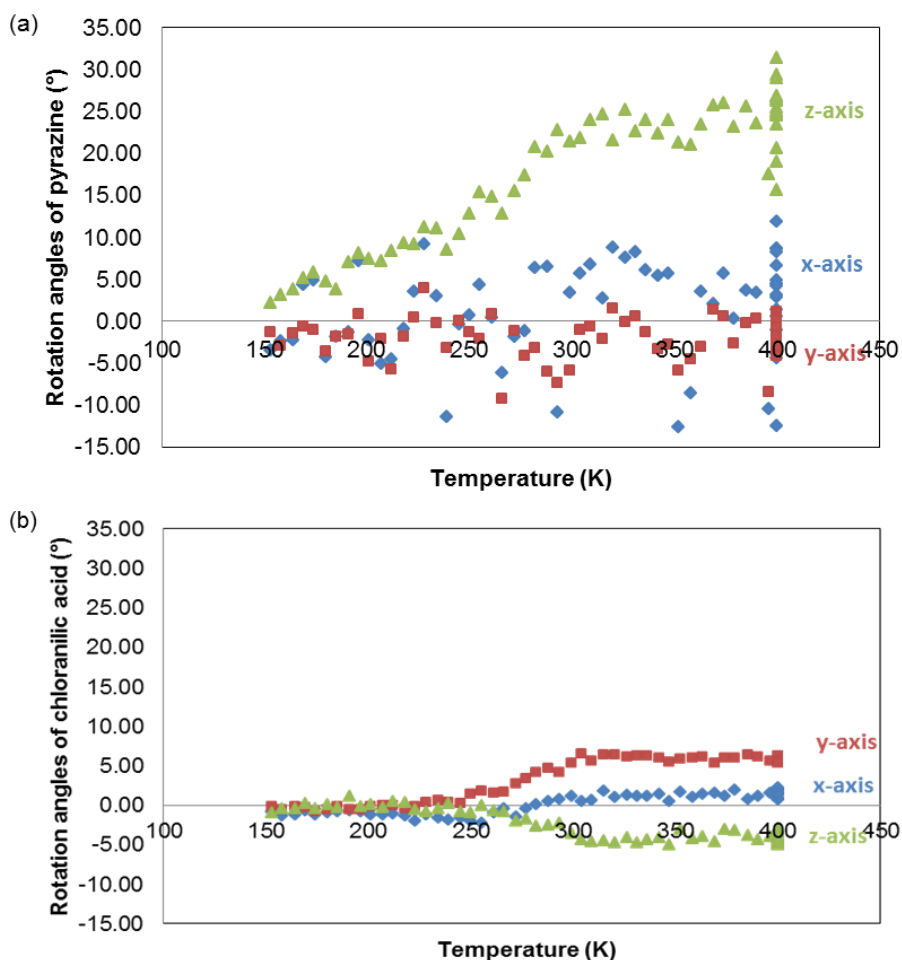 (a)
Rotation angles of pyrazine (°)
35.00
30.00
25.00
20.00
15.00
10.00
5.00
0.00
-5.00
-10.00
-15.00
100 150 200 250 300 350 400 450
z-axis
x-axis
y-axis
Temperature (K)
(b)
Rotation angles of chloranilic acid (°)
35.00
30.00
25.00
20.00
15.00
10.00
5.00
0.00
-5.00
-10.00
-15.00
100 150 200 250 300 350 400 450
y-axis
x-axis
z-axis
Temperature (K)